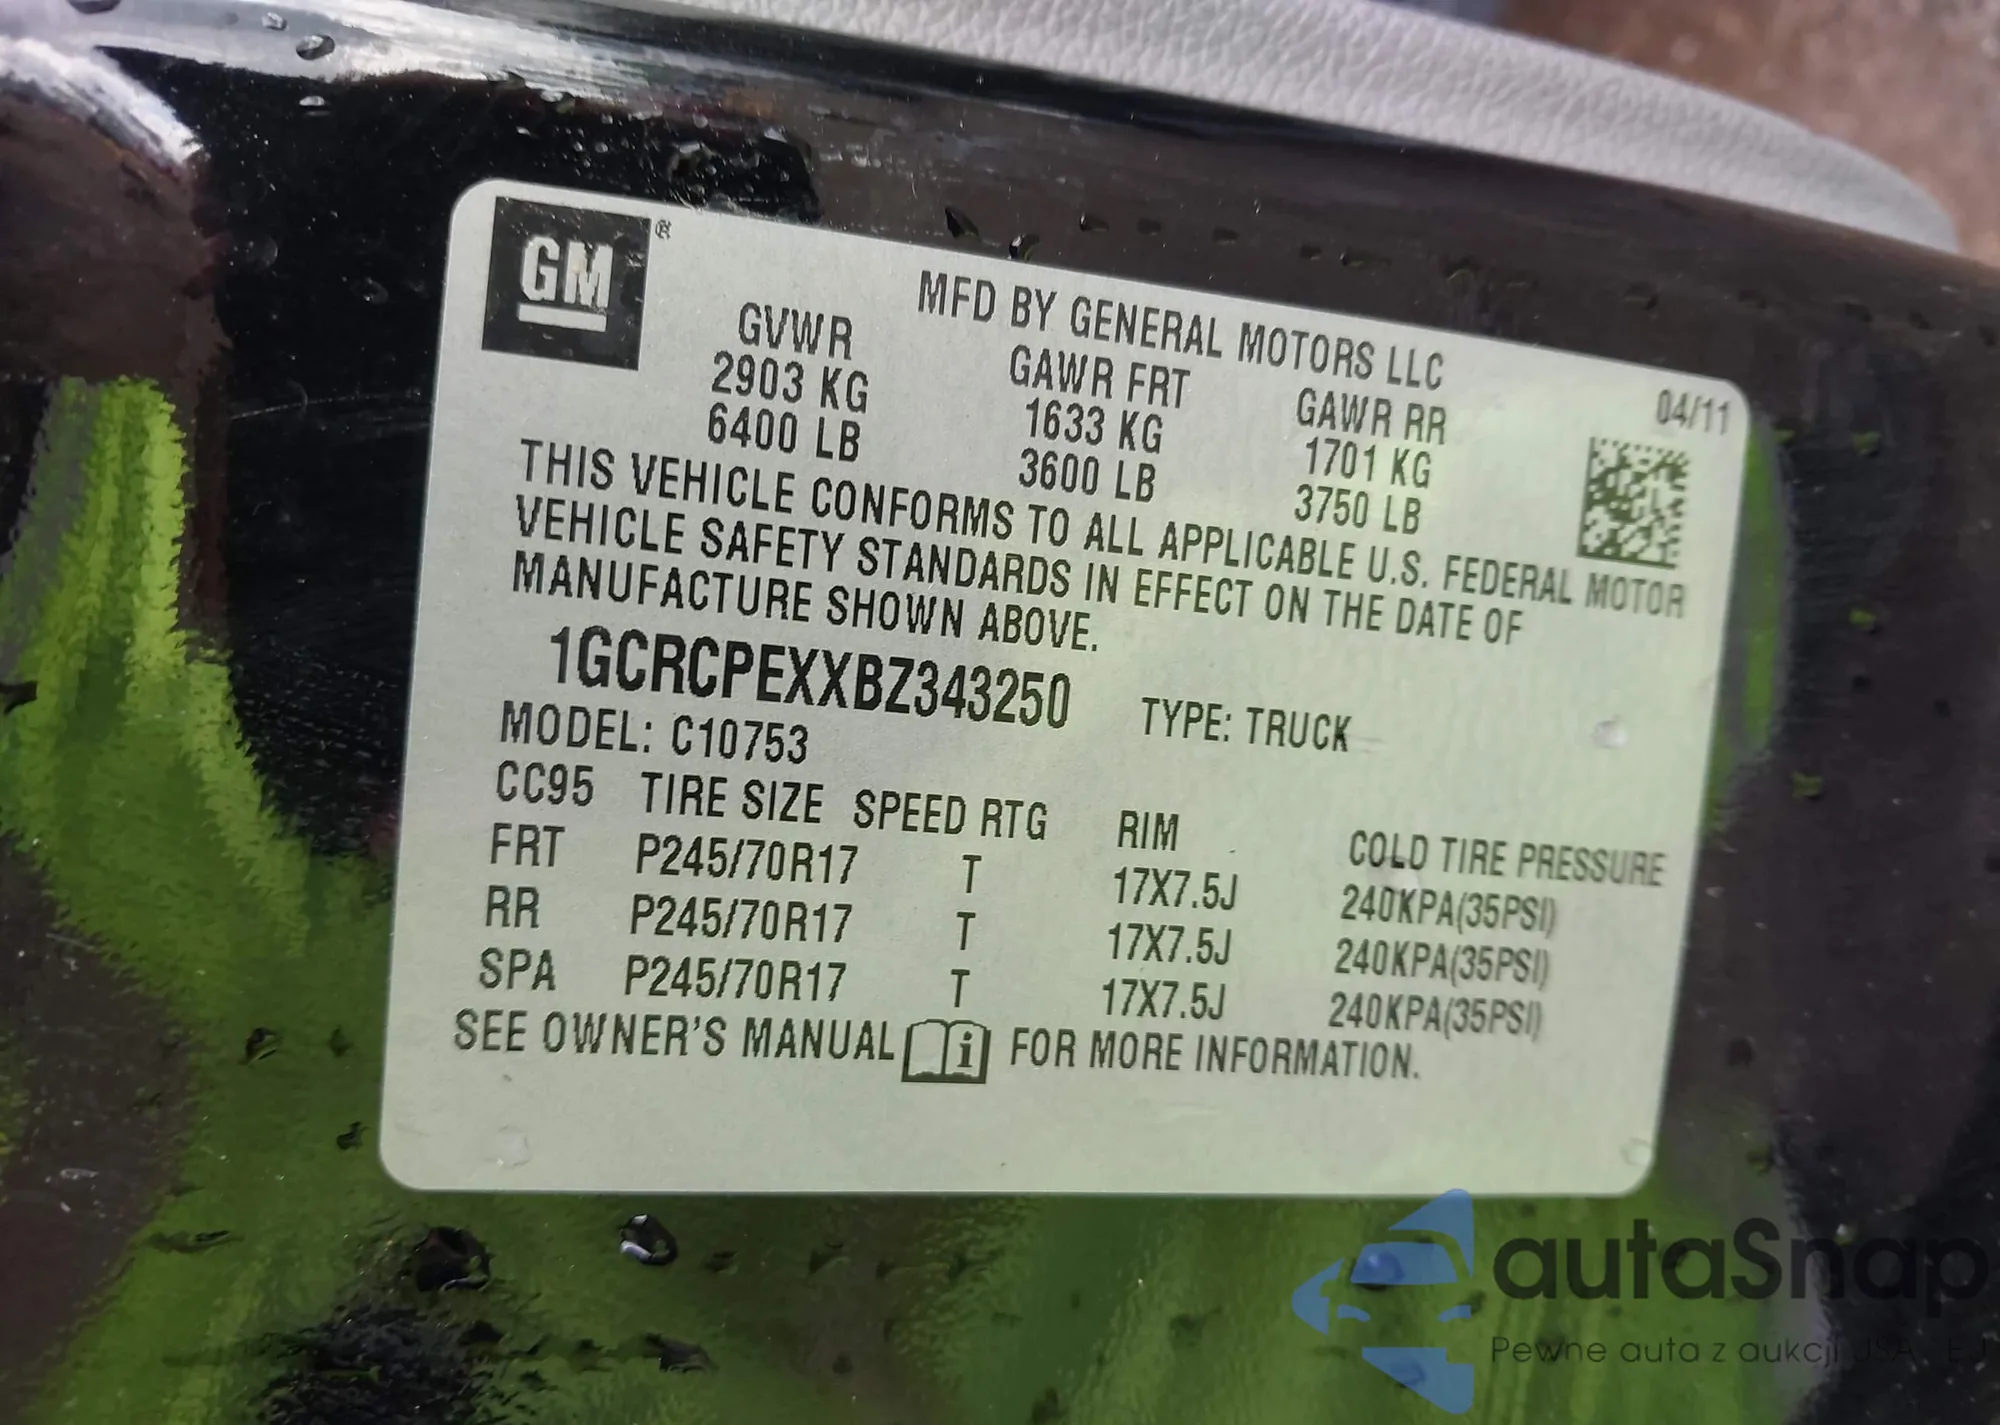 GM ®
MFD BY GENERAL MOTORS LLC
GVWR GAWR FRT GAWR RR 04/11
2903 KG 1633 KG 1701 KG
6400 LB 3600 LB 3750 LB
THIS VEHICLE CONFORMS TO ALL APPLICABLE U.S. FEDERAL MOTOR
VEHICLE SAFETY STANDARDS IN EFFECT ON THE DATE OF
MANUFACTURE SHOWN ABOVE.
1GCRCPEXXBZ343250 TYPE: TRUCK
MODEL: C10753
CC95 TIRE SIZE SPEED RTG RIM COLD TIRE PRESSURE
FRT P245/70R17 T 17X7.5J 240KPA(35PSI)
RR P245/70R17 T 17X7.5J 240KPA(35PSI)
SPA P245/70R17 T 17X7.5J 240KPA(35PSI)
SEE OWNER'S MANUAL i FOR MORE INFORMATION.
autaSnap
Pewne auta z aukcji USA